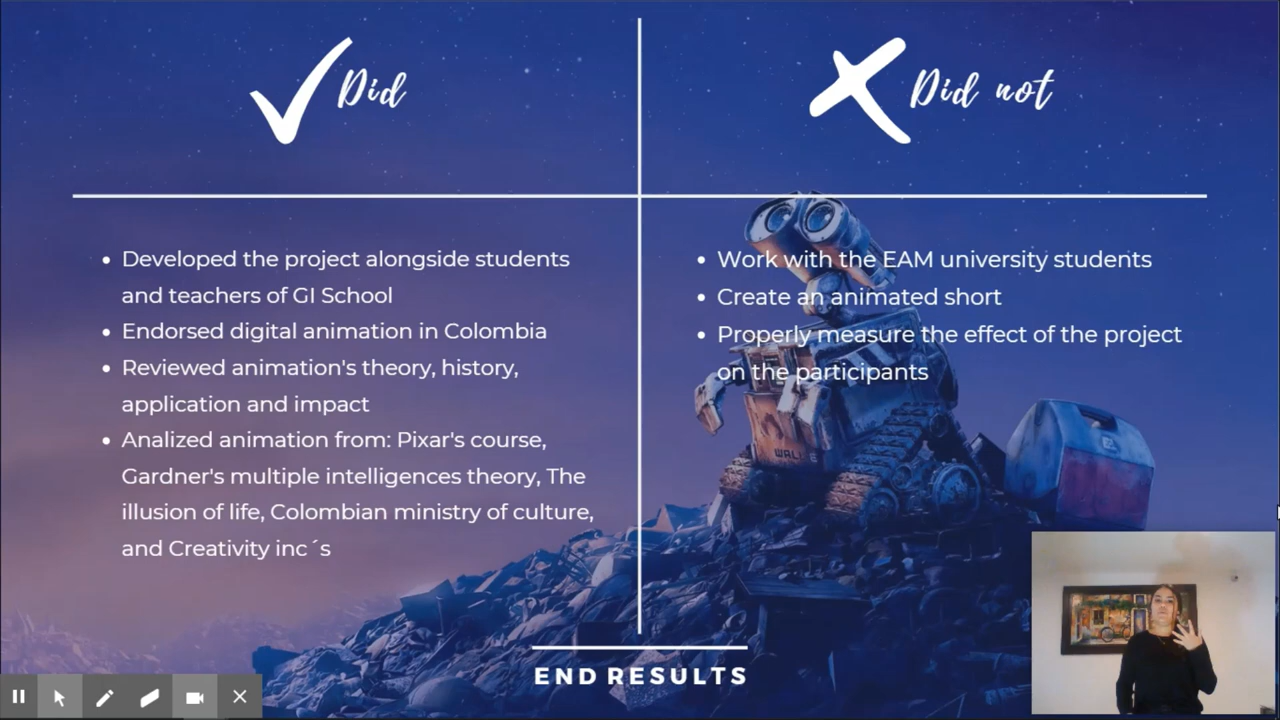 Did
Did not
Developed the project alongside students
and teachers of GI School
Endorsed digital animation in Colombia
Reviewed animation's theory, history,
application and impact
Analized animation from: Pixar's course,
Gardner's multiple intelligences theory, The
illusion of life, Colombian ministry of culture,
and Creativity inc´s
Work with the EAM university students
Create an animated short
Properly measure the effect of the project
on the participants
WALL·E
END RESULTS